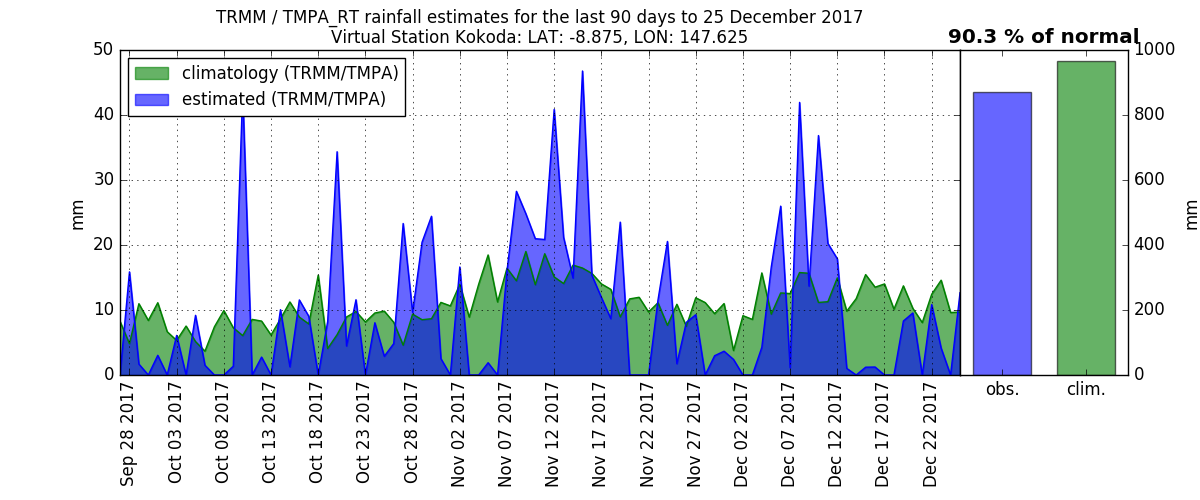 TRMM / TMPA_RT rainfall estimates for the last 90 days to 25 December 2017
Virtual Station Kokoda: LAT: -8.875, LON: 147.625
90.3 % of normal
climatology (TRMM/TMPA)
estimated (TRMM/TMPA)
50
40
30
20
10
0
mm
Sep 28 2017
Oct 03 2017
Oct 08 2017
Oct 13 2017
Oct 18 2017
Oct 23 2017
Oct 28 2017
Nov 02 2017
Nov 07 2017
Nov 12 2017
Nov 17 2017
Nov 22 2017
Nov 27 2017
Dec 02 2017
Dec 07 2017
Dec 12 2017
Dec 17 2017
Dec 22 2017
obs.
clim.
1000
800
600
400
200
0
mm